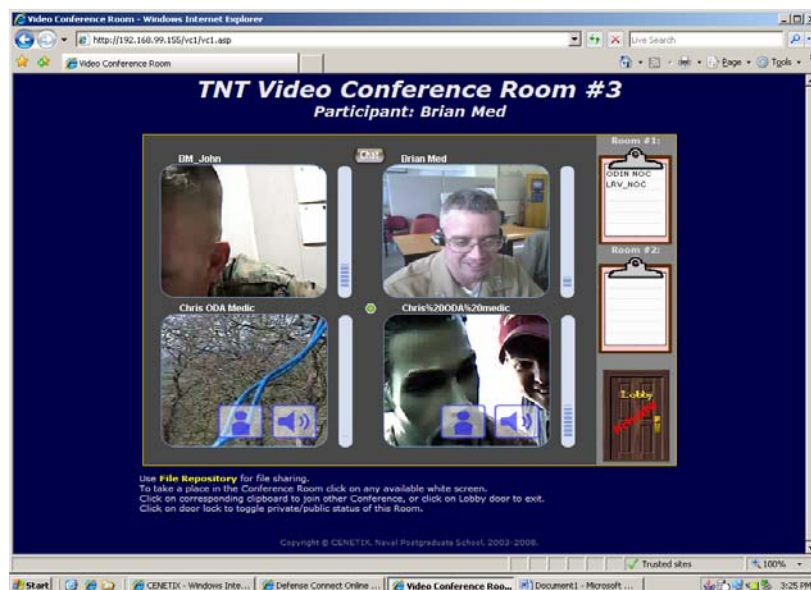 Video Conference Room - Windows Internet Explorer
http://192.168.99.155/vc1/vc1.asp
Live Search
Video Conference Room
Page
Tools
TNT Video Conference Room #3
Participant: Brian Med
BM_John
Brian Med
Room #1:
ODIN NOC
LRV_NOC
Room #2:
Chris ODA Medic
Chris%20ODA%20medic
Lobby
Use File Repository for file sharing.
To take a place in the Conference Room click on any available white screen.
Click on corresponding clipboard to join other Conference, or click on Lobby door to exit.
Click on door lock to toggle private/public status of this Room.
Copyright © CENETIX, Naval Postgraduate School, 2003-2008.
Trusted sites
100%
Start
CENETIX - Windows Inte...
Defense Connect Online ...
Video Conference Roo...
Document1 - Microsoft ...
3:25 PM